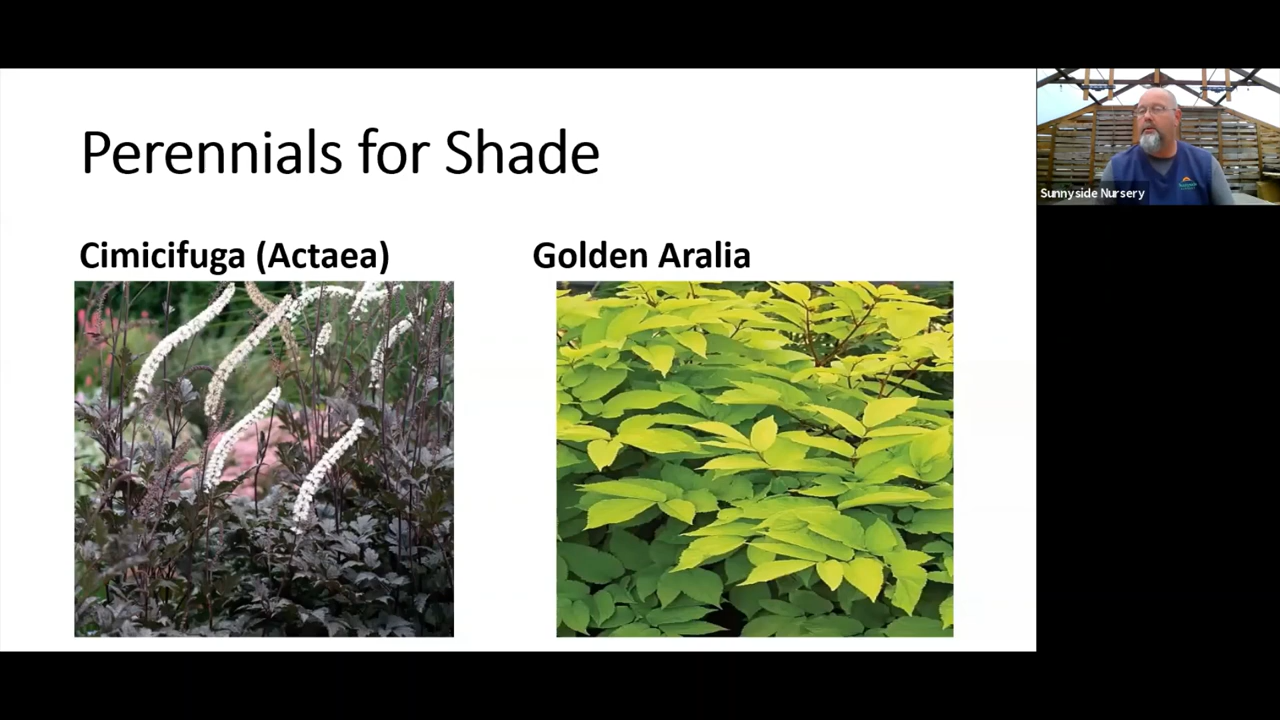 Perennials for Shade
Cimicifuga (Actaea)
Golden Aralia
Sunnyside Nursery